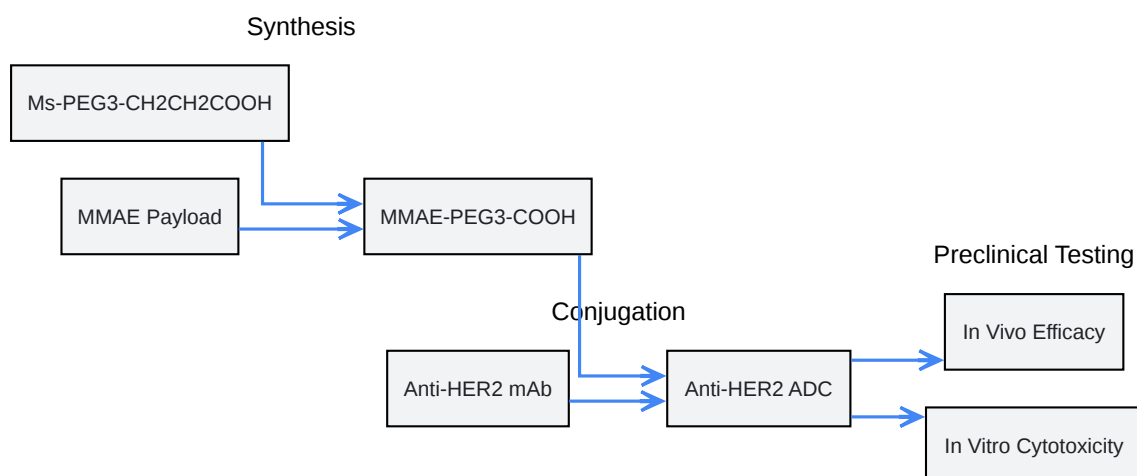 Synthesis
Ms-PEG3-CH2CH2COOH
MMAE Payload
MMAE-PEG3-COOH
Preclinical Testing
Conjugation
In Vivo Efficacy
Anti-HER2 mAb
Anti-HER2 ADC
In Vitro Cytotoxicity